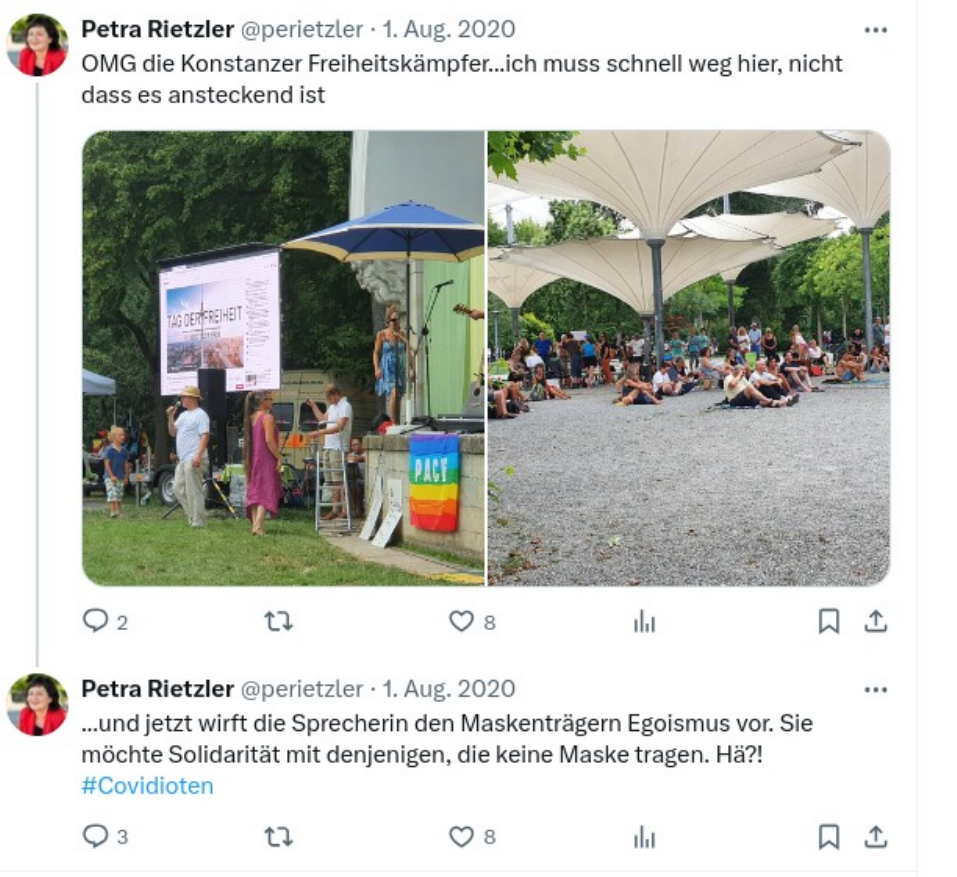 Petra Rietzler @perietzler · 1. Aug. 2020
OMG die Konstanzer Freiheitskämpfer...ich muss schnell weg hier, nicht
dass es ansteckend ist
TAG DER FREIHEIT
PACE
2
8
Petra Rietzler @perietzler · 1. Aug. 2020
...und jetzt wirft die Sprecherin den Maskenträgern Egoismus vor. Sie
möchte Solidarität mit denjenigen, die keine Maske tragen. Hä?!
#Covidioten
3
8